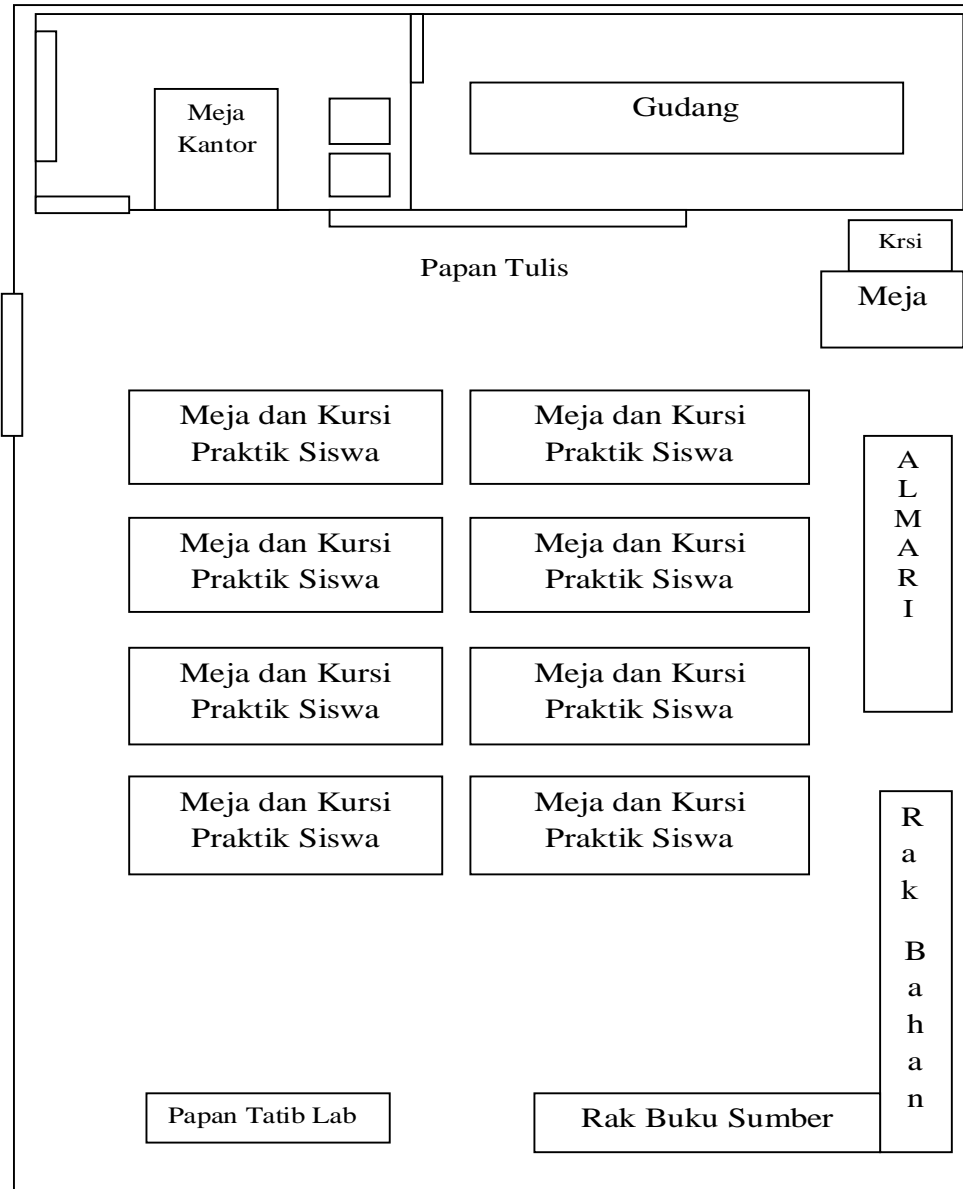 Meja
Kantor
Gudang
Krsi
Papan Tulis
Meja
Meja dan Kursi
Praktik Siswa
Meja dan Kursi
Praktik Siswa
A
L
M
A
R
I
Meja dan Kursi
Praktik Siswa
Meja dan Kursi
Praktik Siswa
Meja dan Kursi
Praktik Siswa
Meja dan Kursi
Praktik Siswa
Meja dan Kursi
Praktik Siswa
Meja dan Kursi
Praktik Siswa
R
a
k
B
a
h
a
n
Papan Tatib Lab
Rak Buku Sumber